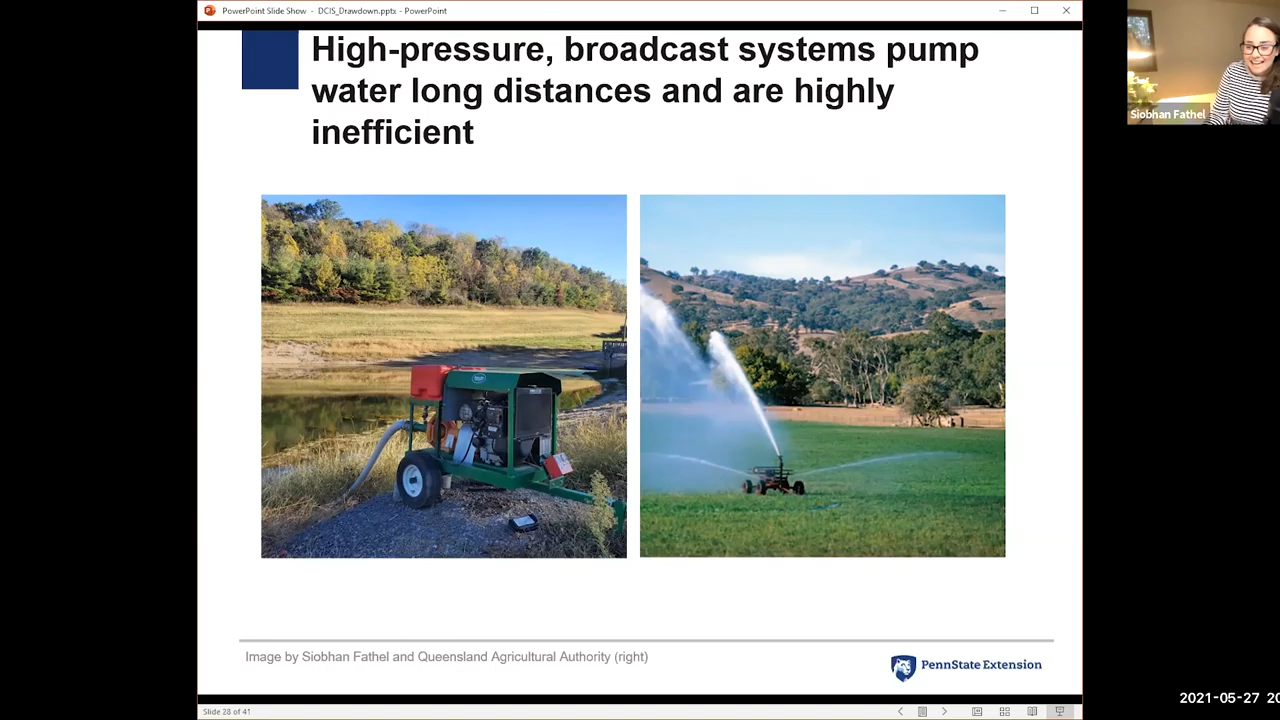 PowerPoint Slide Show - DCIS_Drawdown.pptx - PowerPoint
High-pressure, broadcast systems pump
water long distances and are highly
inefficient
Siobhan Fathel
Image by Siobhan Fathel and Queensland Agricultural Authority (right)
PennState Extension
2021-05-27 20
Slide 28 of 41